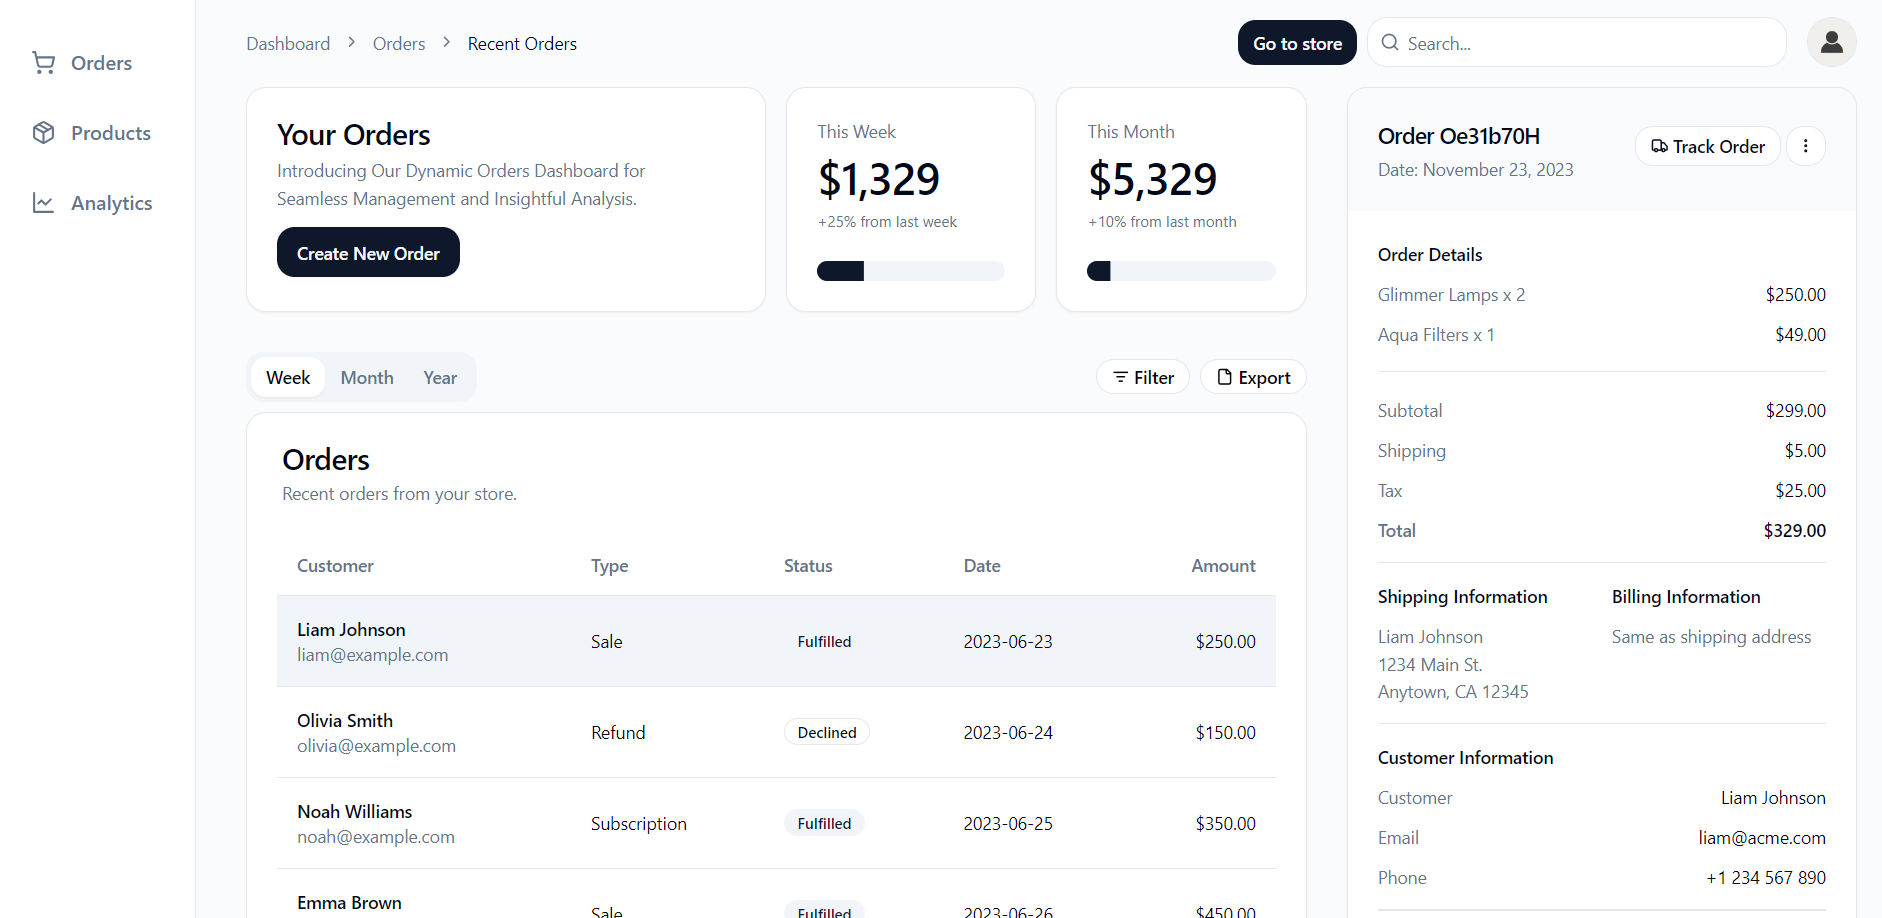 Orders
Products
Analytics
Dashboard > Orders > Recent Orders
Go to store
Search...
Your Orders
Introducing Our Dynamic Orders Dashboard for
Seamless Management and Insightful Analysis.
Create New Order
This Week
$1,329
+25% from last week
This Month
$5,329
+10% from last month
Week Month Year
Filter
Export
Orders
Recent orders from your store.
Customer Type Status Date Amount
Liam Johnson
liam@example.com
Sale Fulfilled 2023-06-23 $250.00
Olivia Smith
olivia@example.com
Refund Declined 2023-06-24 $150.00
Noah Williams
noah@example.com
Subscription Fulfilled 2023-06-25 $350.00
Emma Brown
Sale Fulfilled 2023-06-26 $450.00
Order Oe31b70H
Date: November 23, 2023
Track Order
Order Details
Glimmer Lamps x 2 $250.00
Aqua Filters x 1 $49.00
Subtotal $299.00
Shipping $5.00
Tax $25.00
Total $329.00
Shipping Information
Liam Johnson
1234 Main St.
Anytown, CA 12345
Billing Information
Same as shipping address
Customer Information
Customer Liam Johnson
Email liam@acme.com
Phone +1 234 567 890